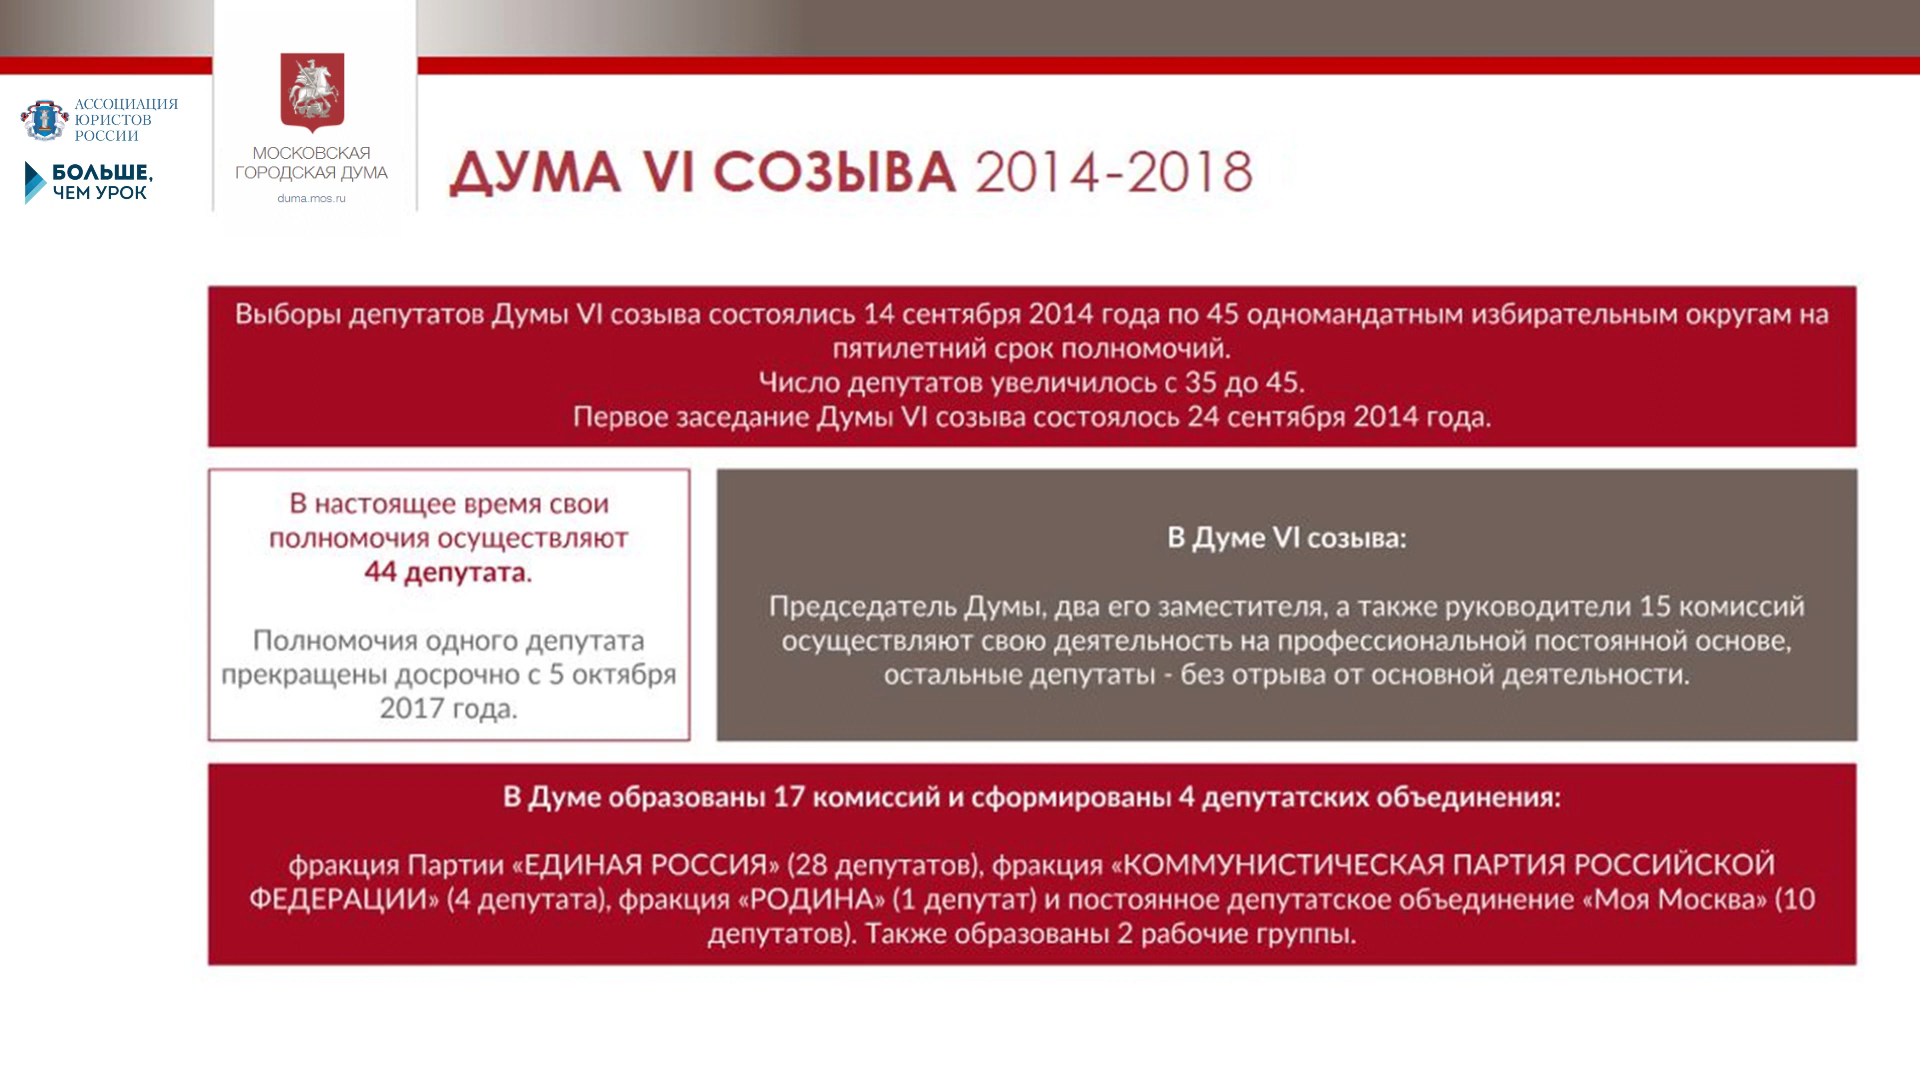 АССОЦИАЦИЯ
ЮРИСТОВ
РОССИИ
БОЛЬШЕ,
ЧЕМ УРОК
МОСКОВСКАЯ
ГОРОДСКАЯ ДУМА
duma.mos.ru
ДУМА VI СОЗЫВА 2014-2018
Выборы депутатов Думы VI созыва состоялись 14 сентября 2014 года по 45 одномандатным избирательным округам на
пятилетний срок полномочий.
Число депутатов увеличилось с 35 до 45.
Первое заседание Думы VI созыва состоялось 24 сентября 2014 года.
В настоящее время свои
полномочия осуществляют
44 депутата.
Полномочия одного депутата
прекращены досрочно с 5 октября
2017 года.
В Думе VI созыва:
Председатель Думы, два его заместителя, а также руководители 15 комиссий
осуществляют свою деятельность на профессиональной постоянной основе,
остальные депутаты - без отрыва от основной деятельности.
В Думе образованы 17 комиссий и сформированы 4 депутатских объединения:
фракция Партии «ЕДИНАЯ РОССИЯ» (28 депутатов), фракция «КОММУНИСТИЧЕСКАЯ ПАРТИЯ РОССИЙСКОЙ
ФЕДЕРАЦИИ» (4 депутата), фракция «РОДИНА» (1 депутат) и постоянное депутатское объединение «Моя Москва» (10
депутатов). Также образованы 2 рабочие группы.